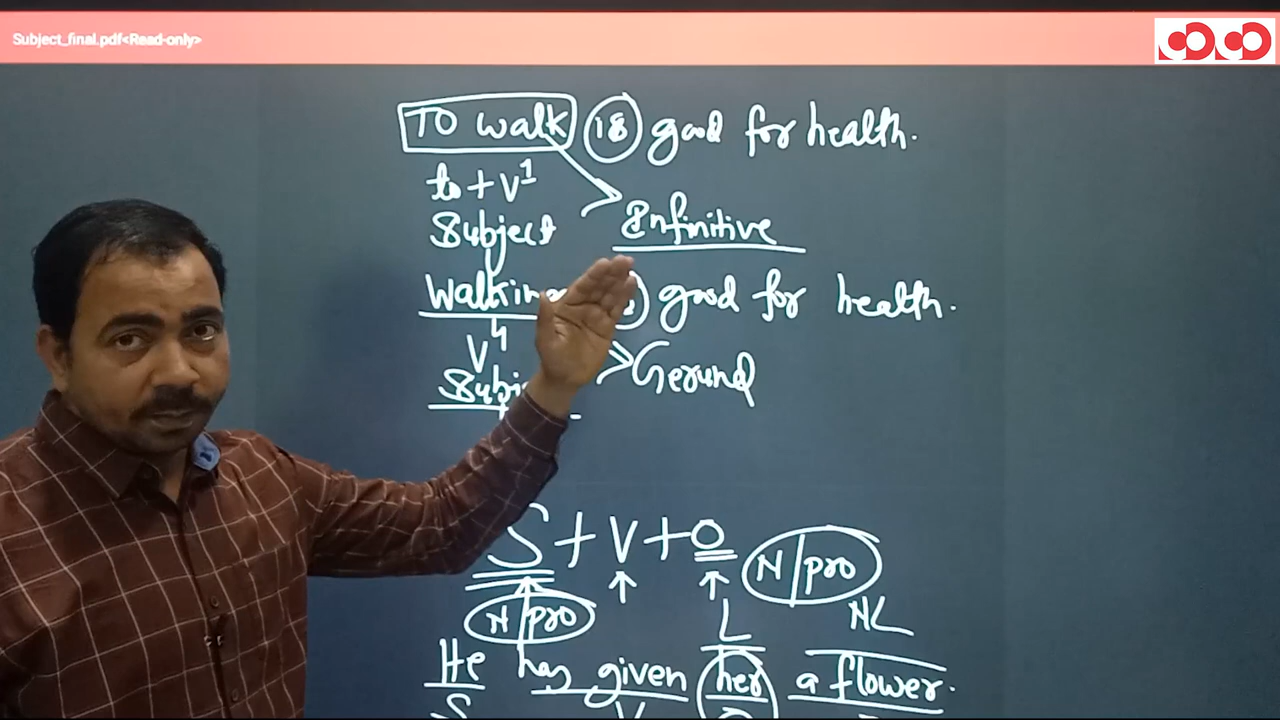 Subject_final.pdf<Read-only>
To walk is good for health.
to + V1
Subject Infinitive
Walking good for health.
V4
Gerund
S + V + O N/pro
N/pro L NL
He has given her a flower.
S V